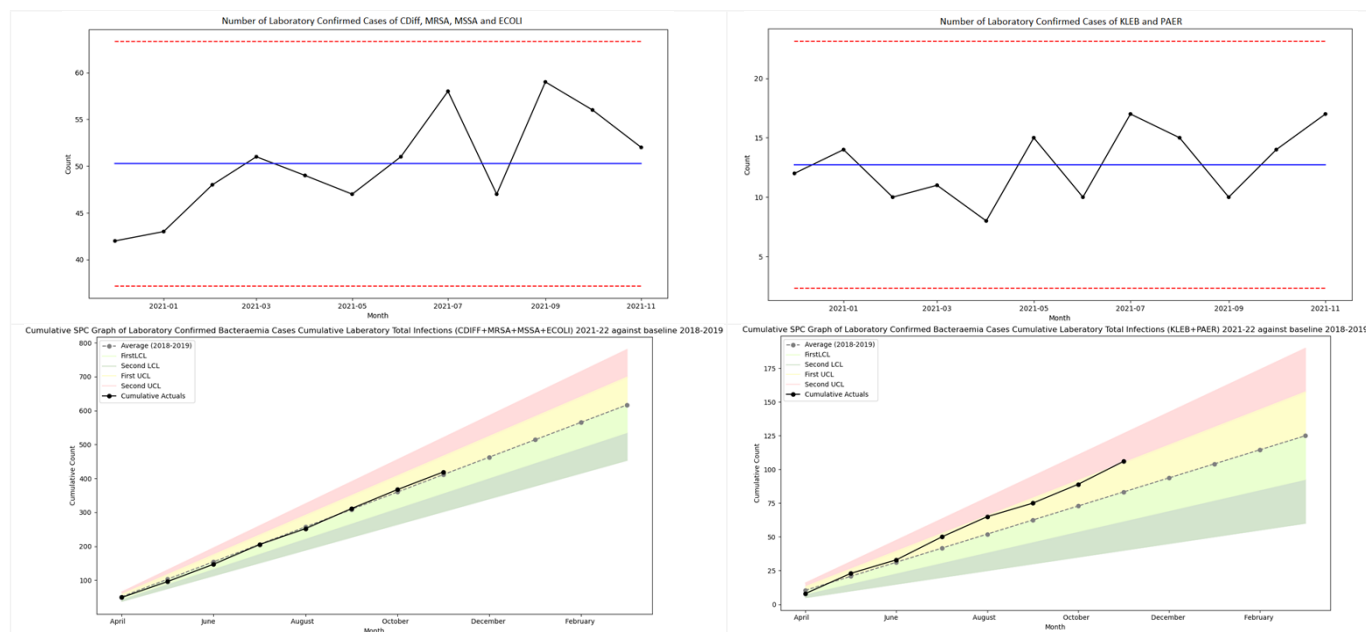 Number of Laboratory Confirmed Cases of CDiff, MRSA, MSSA and ECOLI
60
55
50
45
40
Count
2021-01
2021-03
2021-05
2021-07
2021-09
2021-11
Month
Number of Laboratory Confirmed Cases of KLEB and PAER
20
15
10
5
Count
2021-01
2021-03
2021-05
2021-07
2021-09
2021-11
Month
Cumulative SPC Graph of Laboratory Confirmed Bacteraemia Cases Cumulative Laberatory Total Infections (CDIFF+MRSA+MSSA+ECOLI) 2021-22 against baseline 2018-2019
800
700
600
500
400
300
200
100
Cumulative Count
Average (2018-2019)
FirstLCL
Second LCL
First UCL
Second UCL
Cumulative Actuals
April
June
August
October
December
February
Month
Cumulative SPC Graph of Laboratory Confirmed Bacteraemia Cases Cumulative Laberatory Total Infections (KLEB+PAER) 2021-22 against baseline 2018-2019
175
150
125
100
75
50
25
0
Cumulative Count
Average (2018-2019)
FirstLCL
Second LCL
First UCL
Second UCL
Cumulative Actuals
April
June
August
October
December
February
Month